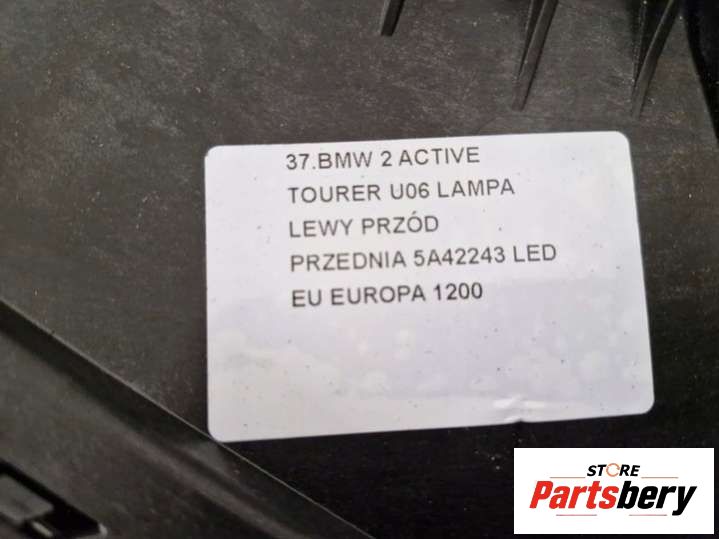 37.BMW 2 ACTIVE
TOURER U06 LAMPA
LEWY PRZÓD
PRZEDNIA 5A42243 LED
EU EUROPA 1200
STORE
Partsbery